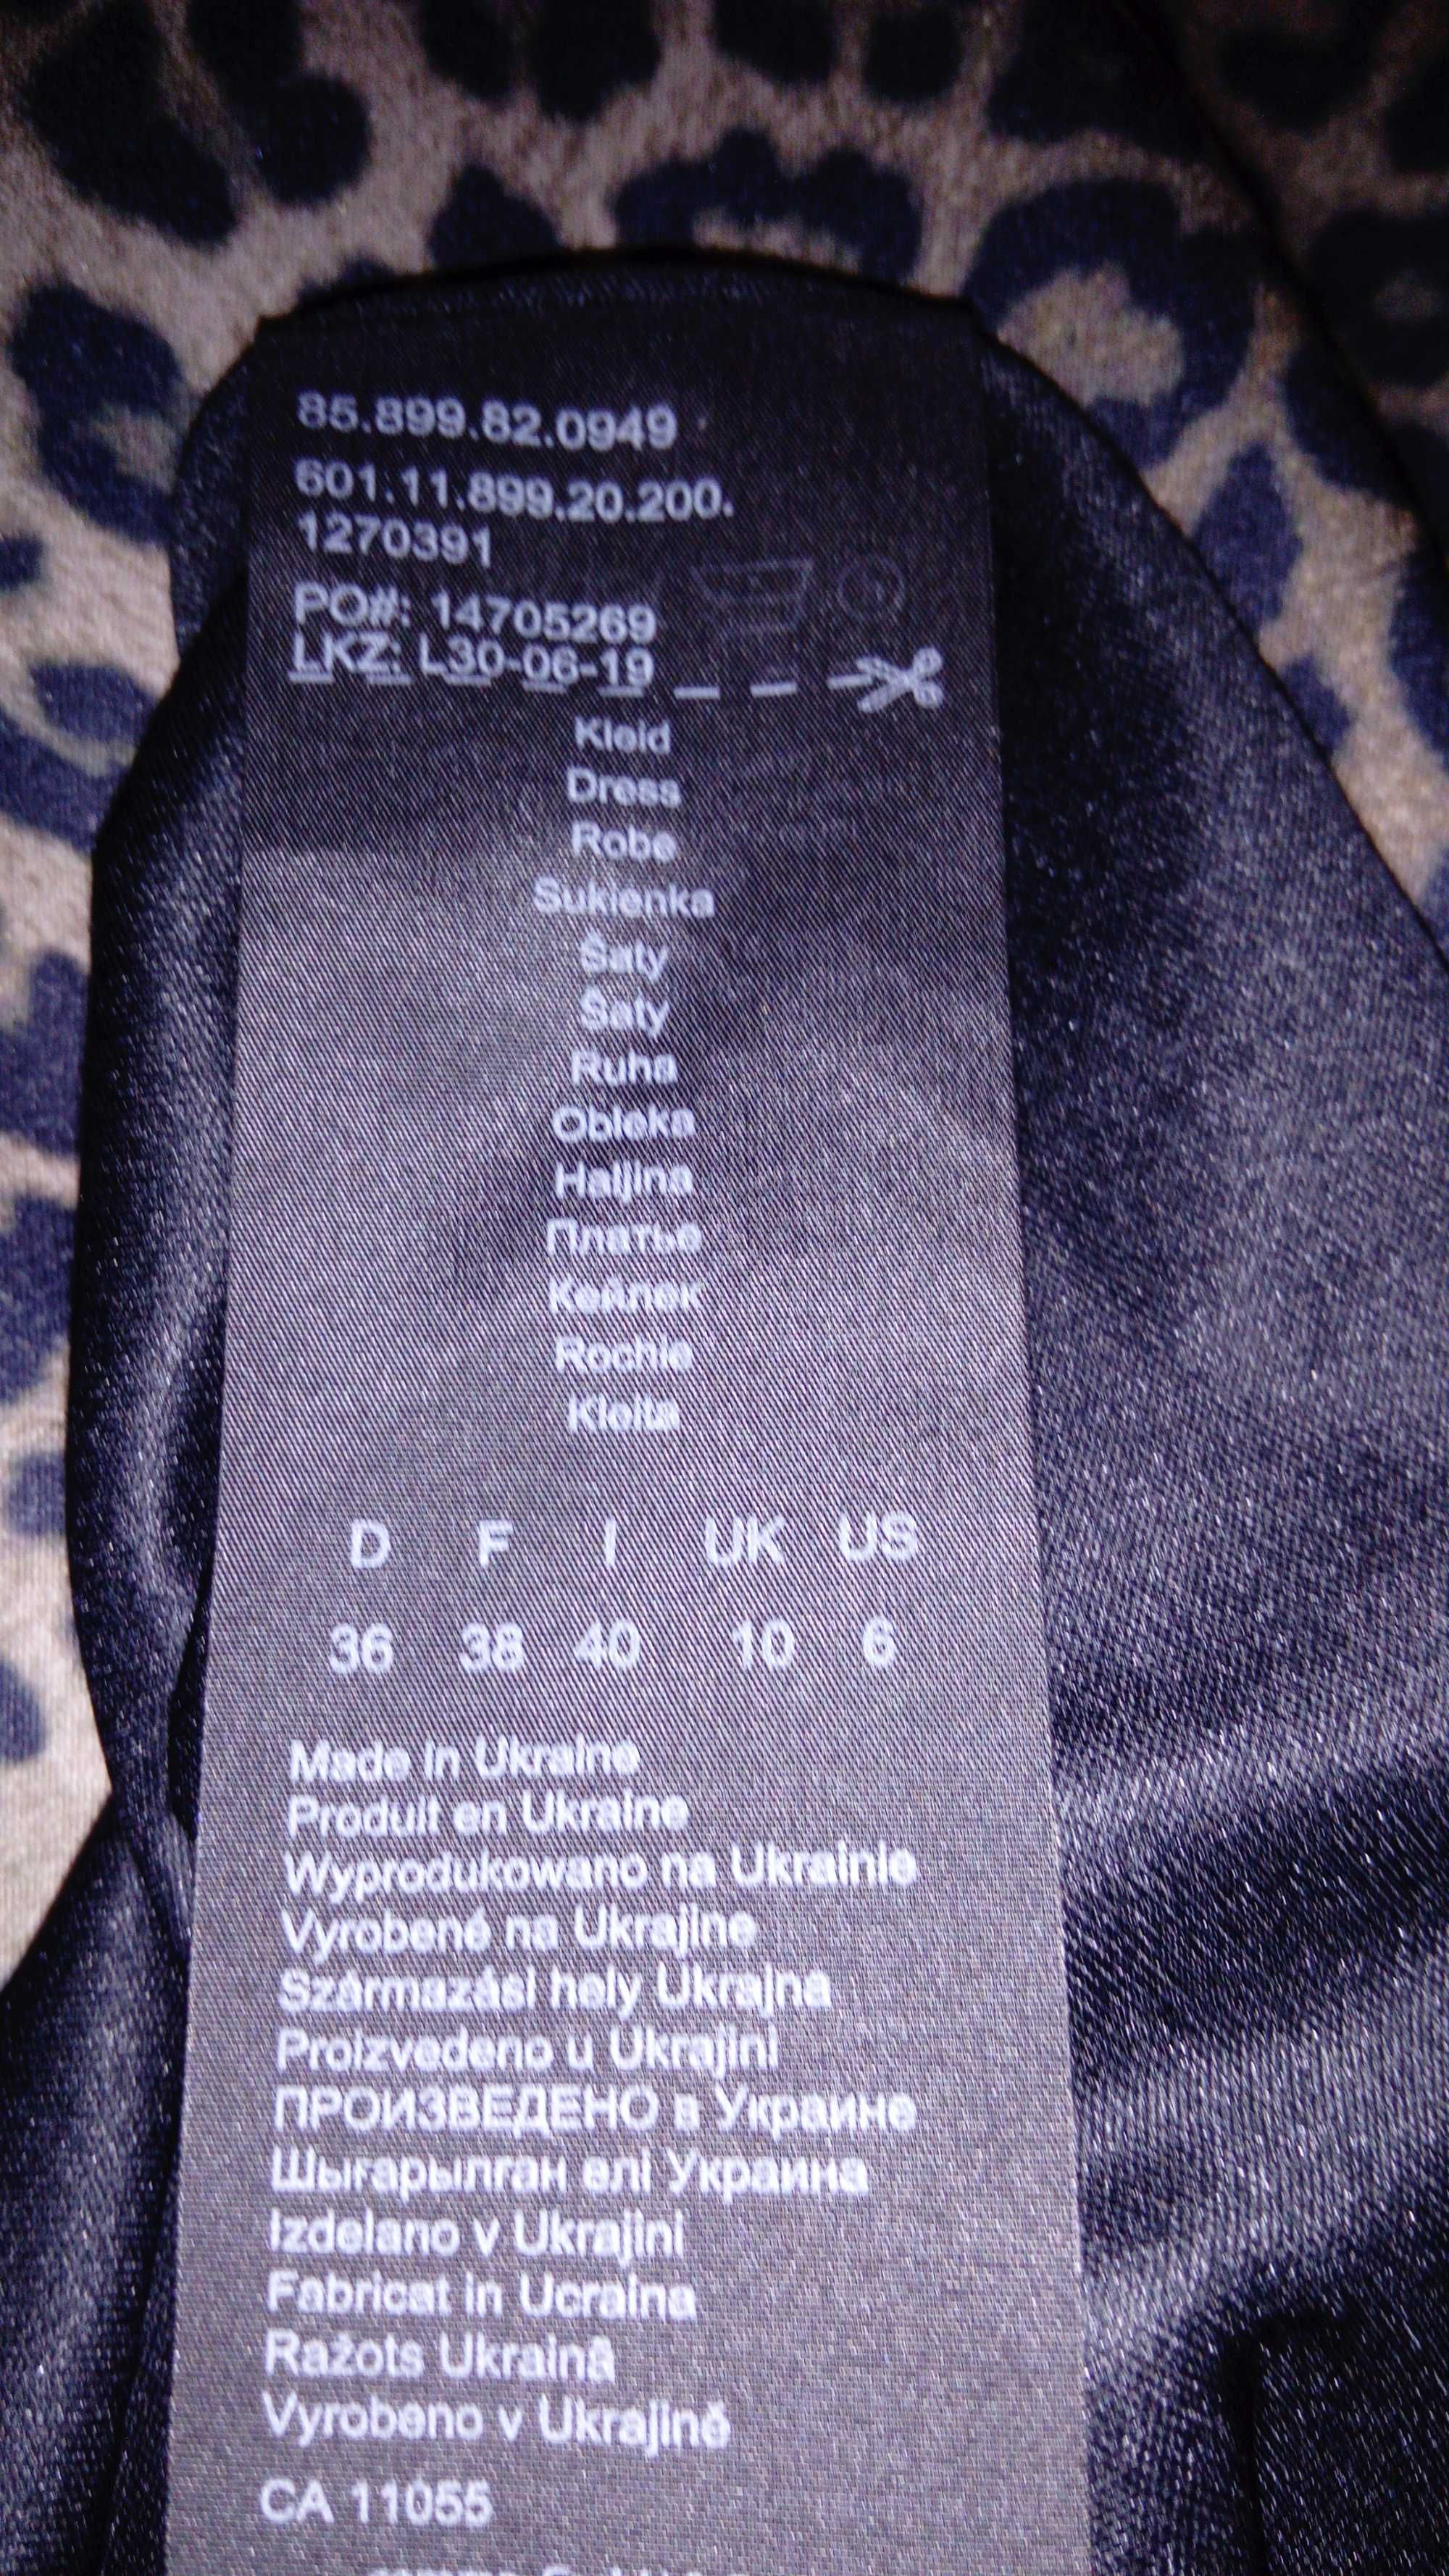 85.899.82.0949
601.11.899.20.200.
1270391
PO#: 14705269
LKZ: L30-06-19
Kleid
Dress
Robe
Sukienka
Šaty
Šaty
Ruha
Obleka
Haljina
Платье
Кейлек
Rochie
Kleita
D F I UK US
36 38 40 10 6
Made in Ukraine
Produit en Ukraine
Wyprodukowano na Ukrainie
Vyrobené na Ukrajine
Származási hely Ukrajna
Proizvedeno u Ukrajini
ПРОИЗВЕДЕНО в Украине
Шыгарылган елі Украина
Izdelano v Ukrajini
Fabricat in Ucraina
Ražots Ukrainā
Vyrobeno v Ukrajině
CA 11055